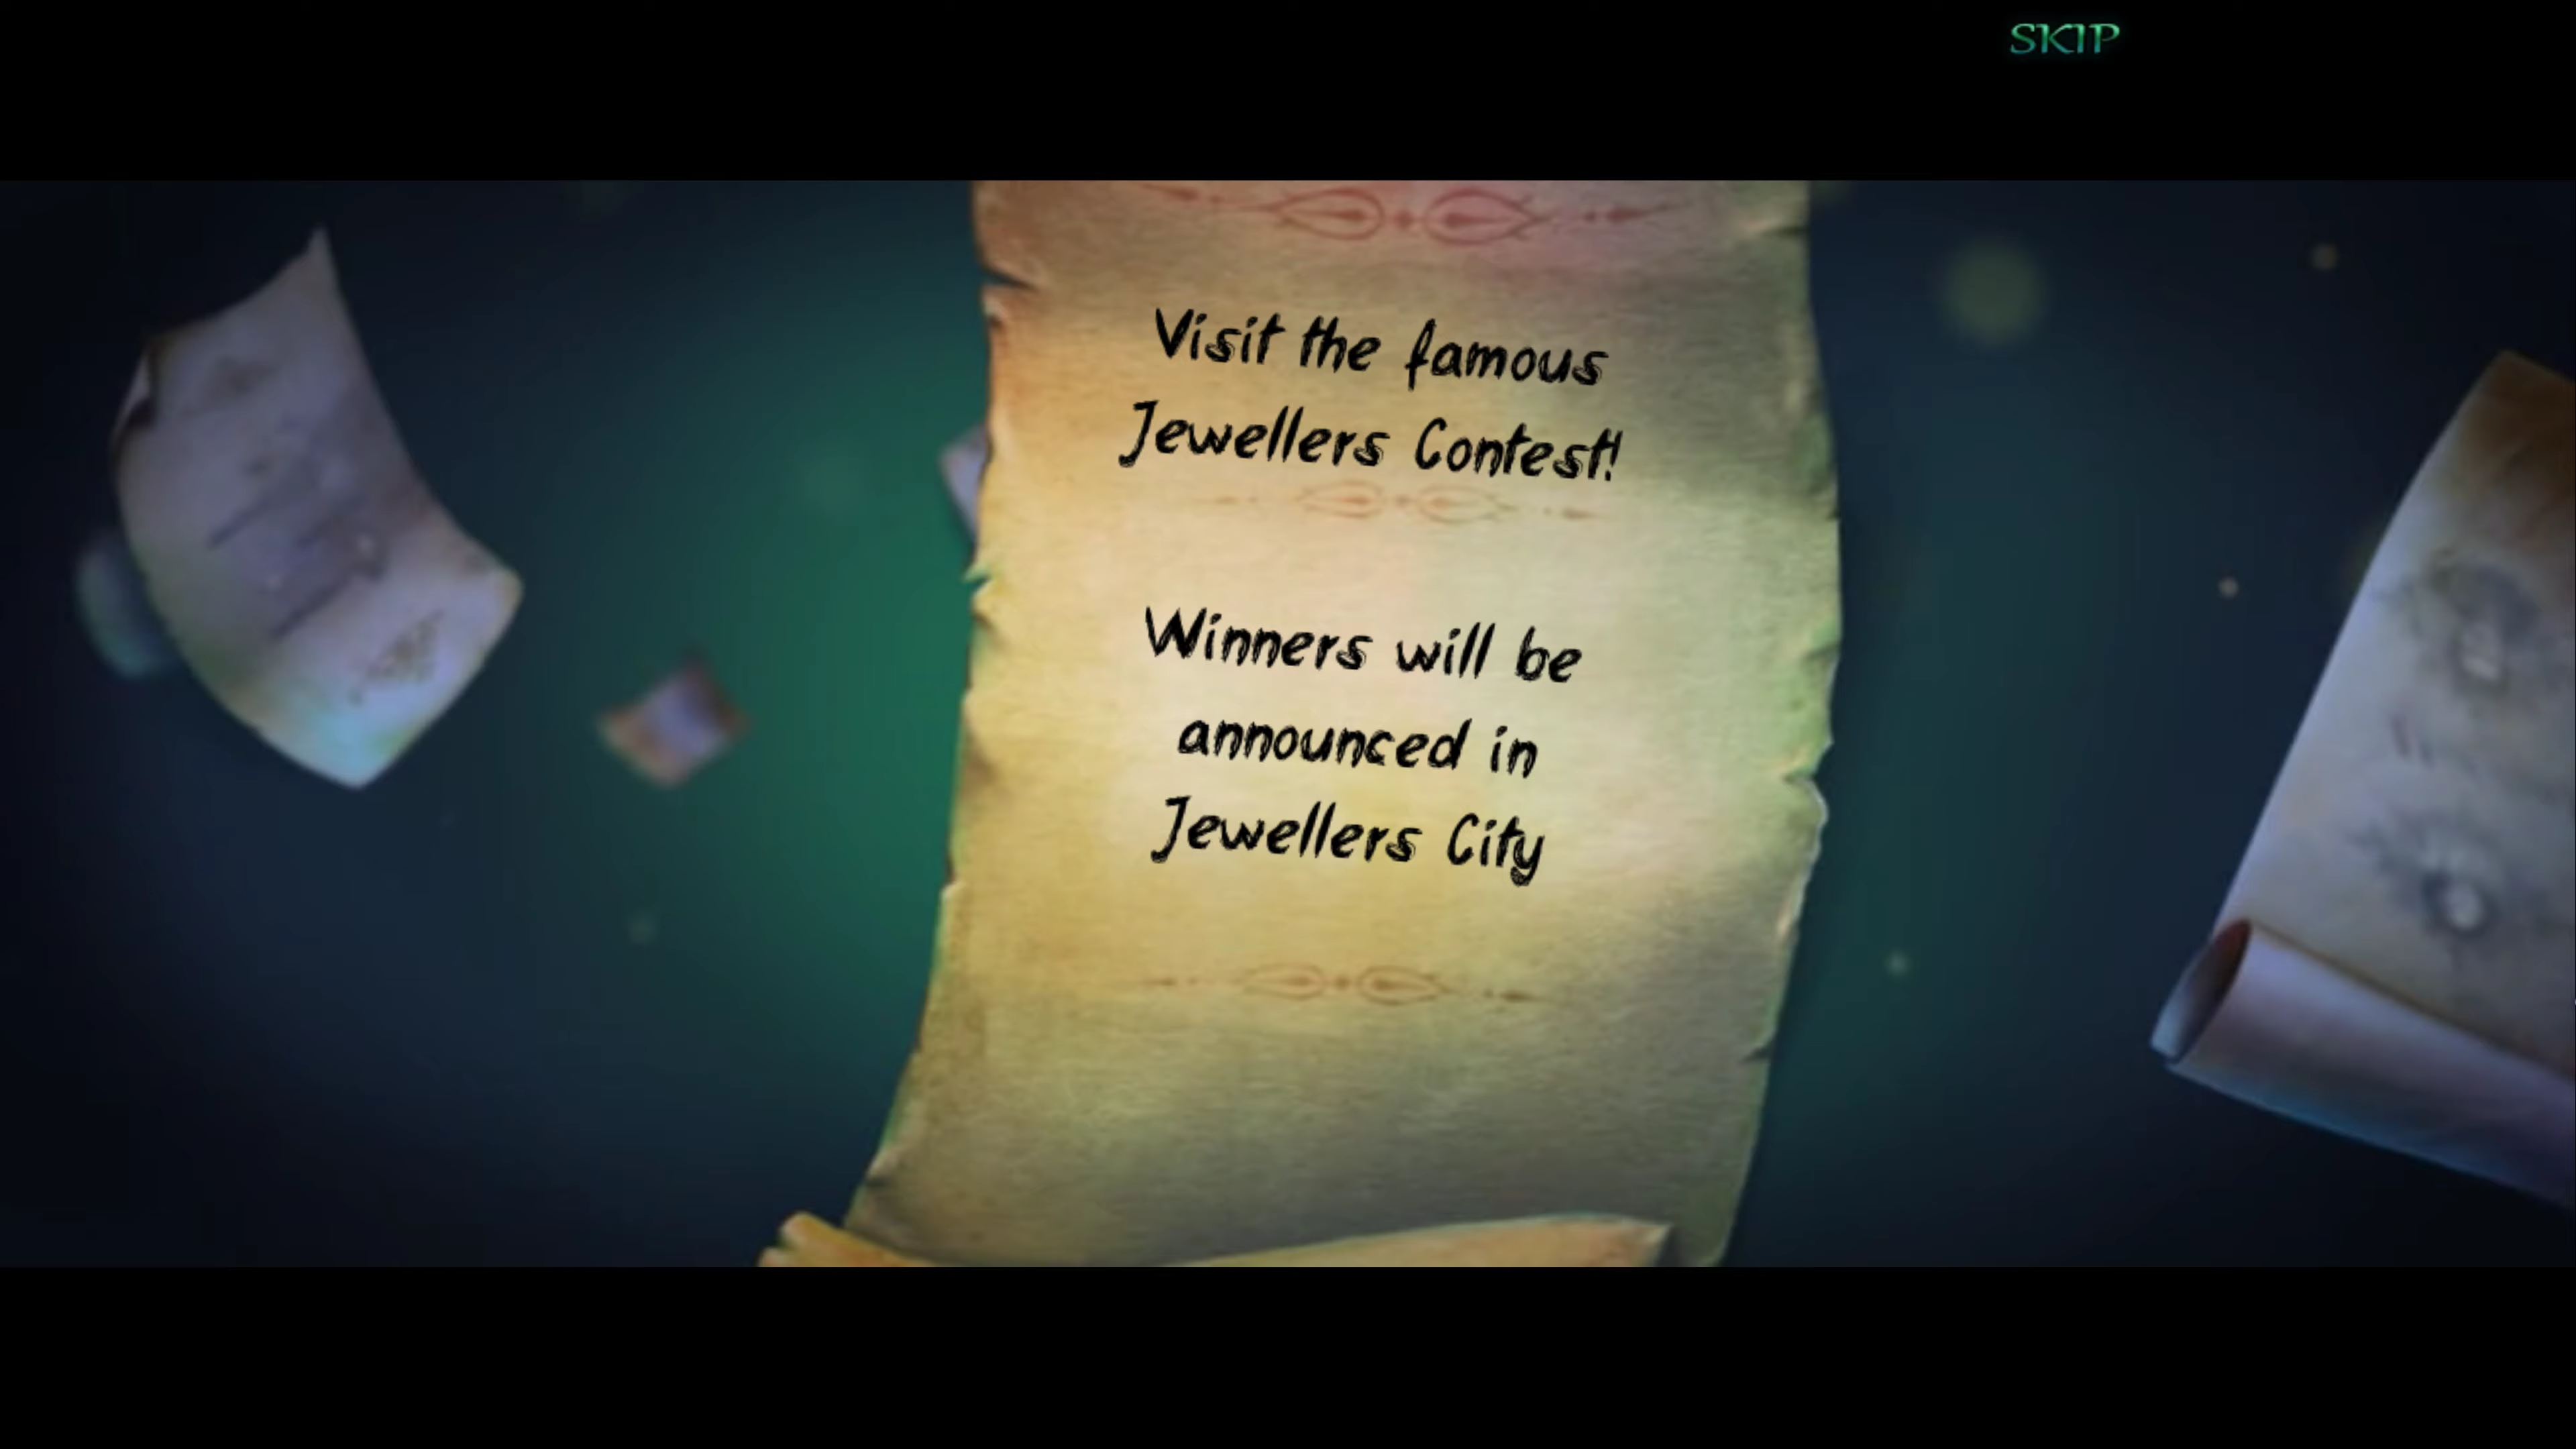 SKIP
Visit the famous
Jewellers Contest!
Winners will be
announced in
Jewellers City